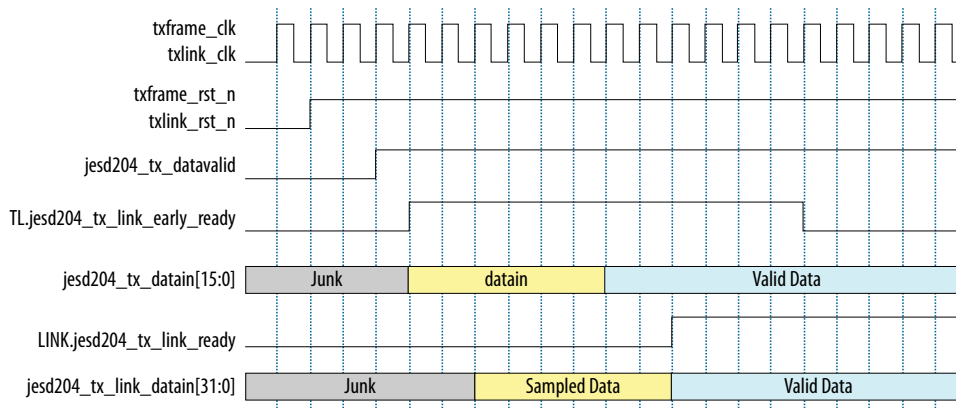 txframe_clk
txlink_clk
txframe_rst_n
txlink_rst_n
jesd204_tx_datavalid
TL.jesd204_tx_link_early_ready
jesd204_tx_datain[15:0] Junk datain Valid Data
LINK.jesd204_tx_link_ready
jesd204_tx_link_datain[31:0] Junk Sampled Data Valid Data